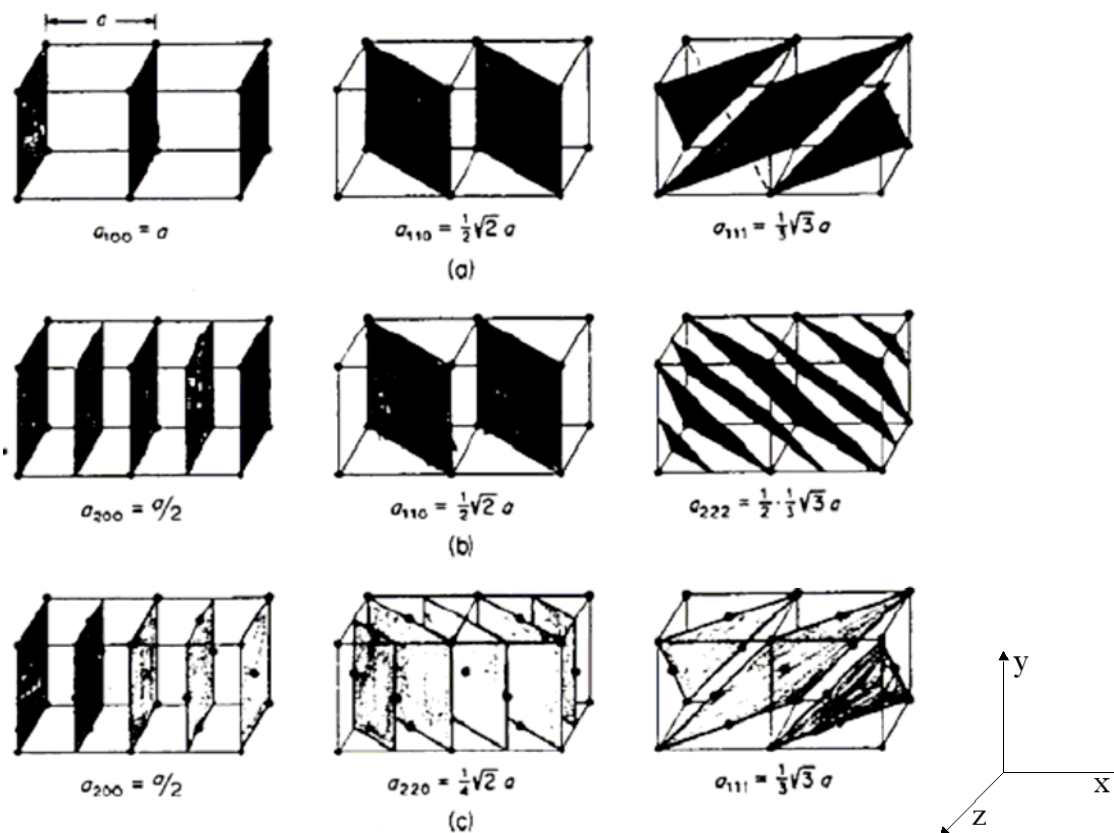 a
a₁₀₀ = a
a₁₁₀ = ½√2 a
a₁₁₁ = ⅓√3 a
(a)
a₂₀₀ = a/2
a₁₁₀ = ½√2 a
a₂₂₂ = ½·⅓√3 a
(b)
a₂₀₀ = a/2
a₂₂₀ = ¼√2 a
a₁₁₁ = ⅓√3 a
(c)
y
x
z